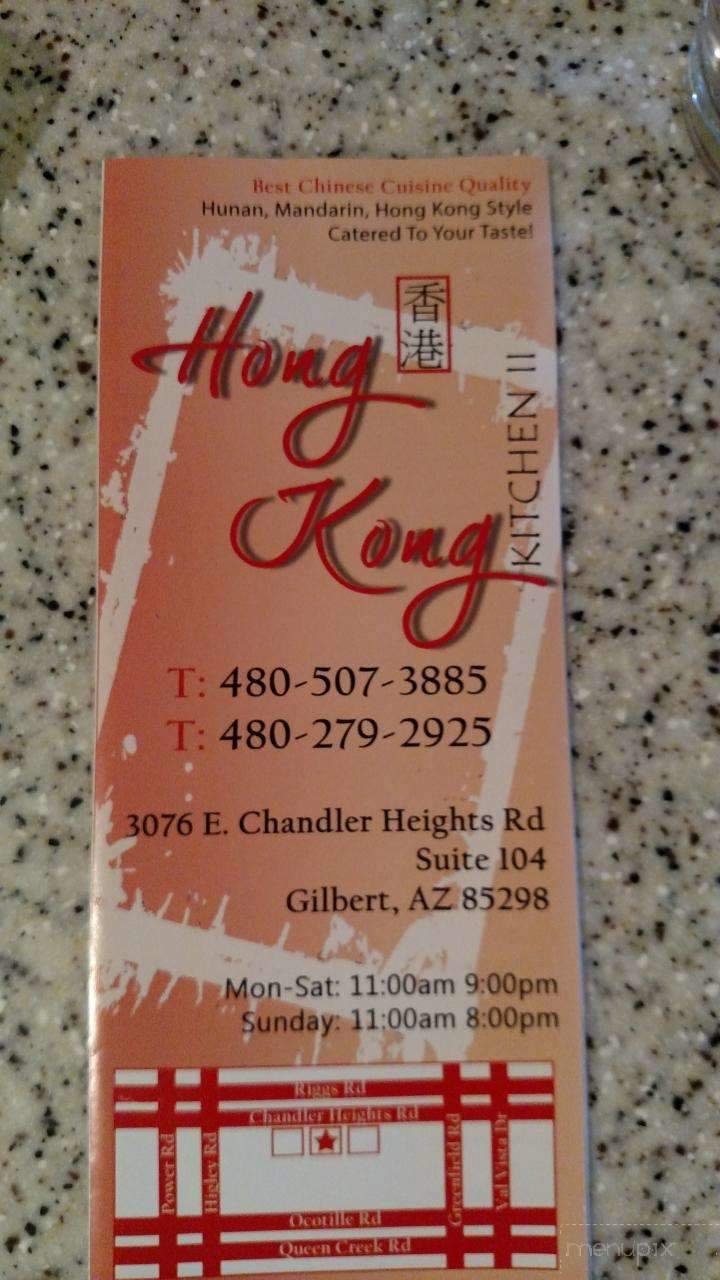 Best Chinese Cuisine Quality
Hunan, Mandarin, Hong Kong Style
Catered To Your Taste!
香港
Hong
Kong
KITCHEN II
T: 480-507-3885
T: 480-279-2925
3076 E. Chandler Heights Rd
Suite 104
Gilbert, AZ 85298
Mon-Sat: 11:00am 9:00pm
Sunday: 11:00am 8:00pm
Riggs Rd
Chandler Heights Rd
Power Rd
Higley Rd
Greenfield Rd
Val Vista Dr
Ocotille Rd
Queen Creek Rd
menupix